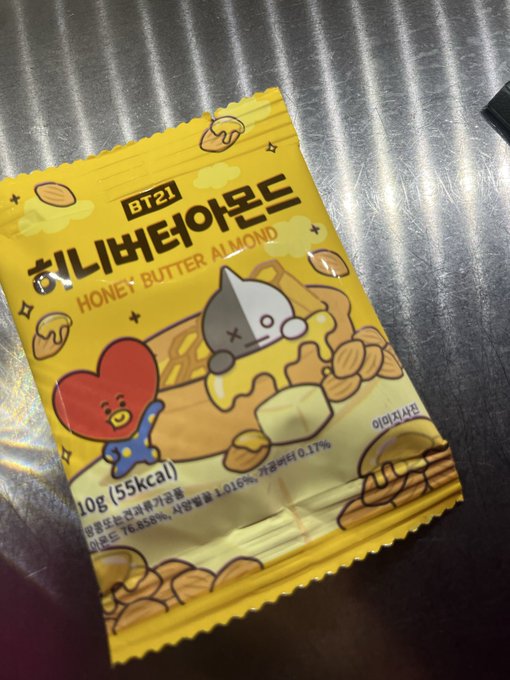 BT21
허니버터아몬드
HONEY BUTTER ALMOND
이미지사진
10g (55kcal)
땅콩또는견과류가공품
아몬드 76.858%, 사양벌꿀 1.016%, 가공버터 0.17%